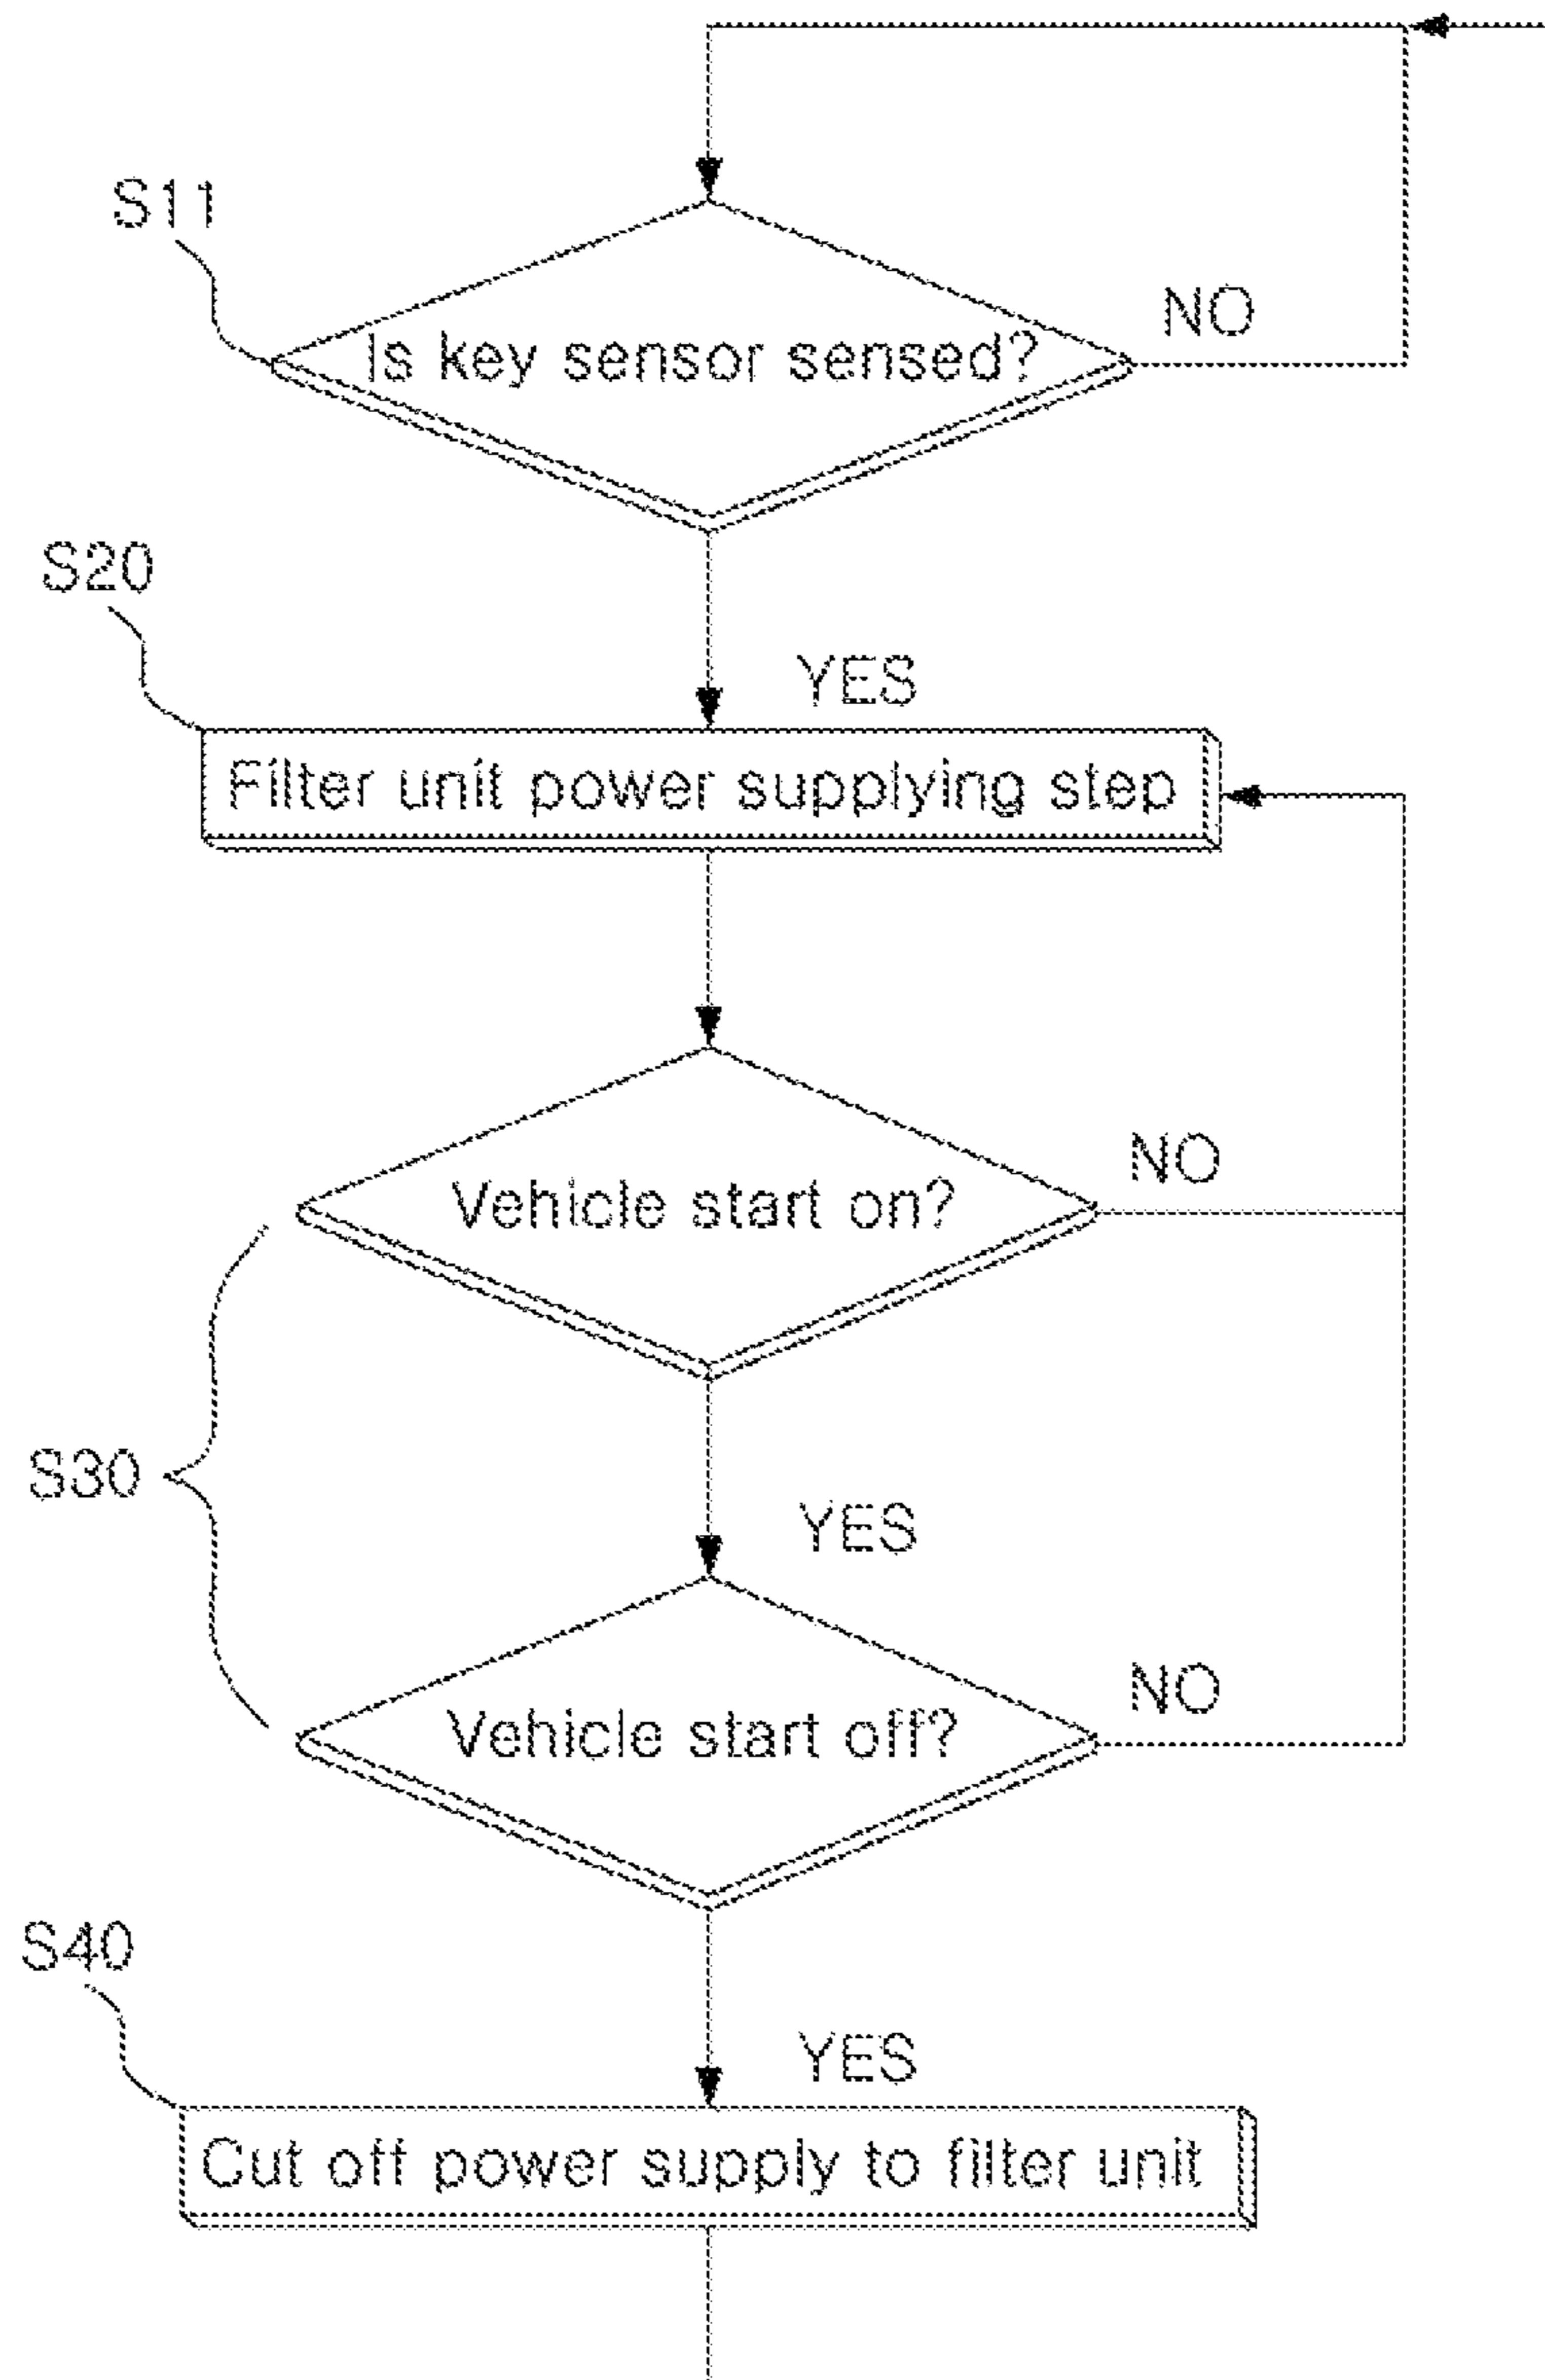 S11
Is key sensor sensed?
NO
S20
YES
Filter unit power supplying step
Vehicle start on?
NO
S30
YES
Vehicle start off?
NO
S40
YES
Cut off power supply to filter unit